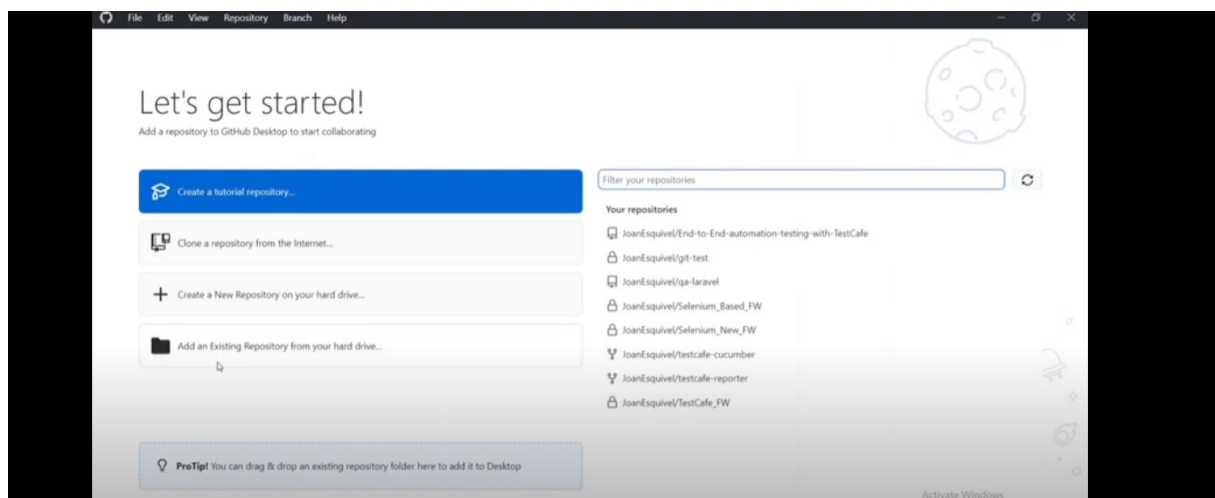 File Edit View Repository Branch Help
Let's get started!
Add a repository to GitHub Desktop to start collaborating
Create a tutorial repository...
Clone a repository from the Internet...
Create a New Repository on your hard drive...
Add an Existing Repository from your hard drive...
ProTip! You can drag & drop an existing repository folder here to add it to Desktop
Filter your repositories
Your repositories
JoanEsquivel/End-to-End-automation-testing-with-TestCafe
JoanEsquivel/git-test
JoanEsquivel/qa-laravel
JoanEsquivel/Selenium_Based_FW
JoanEsquivel/Selenium_New_FW
JoanEsquivel/testcafe-cucumber
JoanEsquivel/testcafe-reporter
JoanEsquivel/TestCafe_FW
Activate Windows